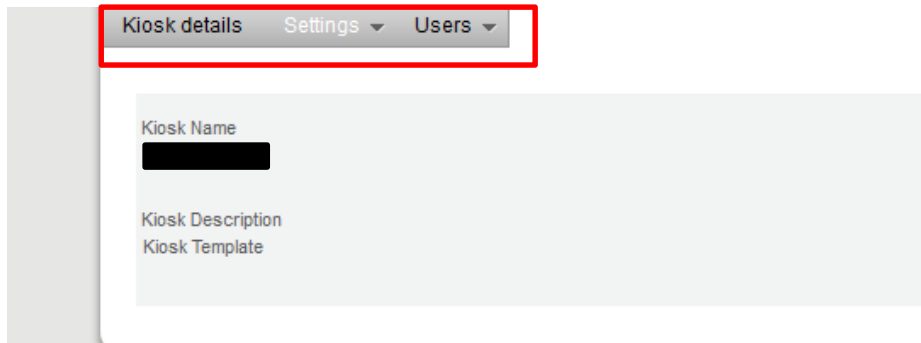 Kiosk details Settings Users
Kiosk Name
Kiosk Description
Kiosk Template